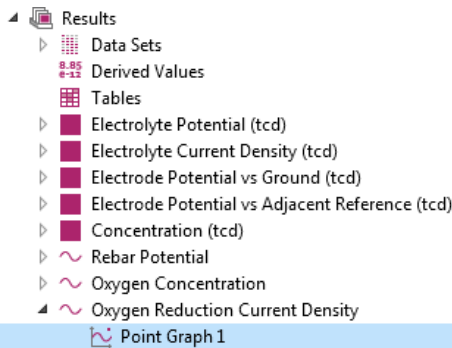 Results
Data Sets
8.85
e-12 Derived Values
Tables
Electrolyte Potential (tcd)
Electrolyte Current Density (tcd)
Electrode Potential vs Ground (tcd)
Electrode Potential vs Adjacent Reference (tcd)
Concentration (tcd)
Rebar Potential
Oxygen Concentration
Oxygen Reduction Current Density
Point Graph 1